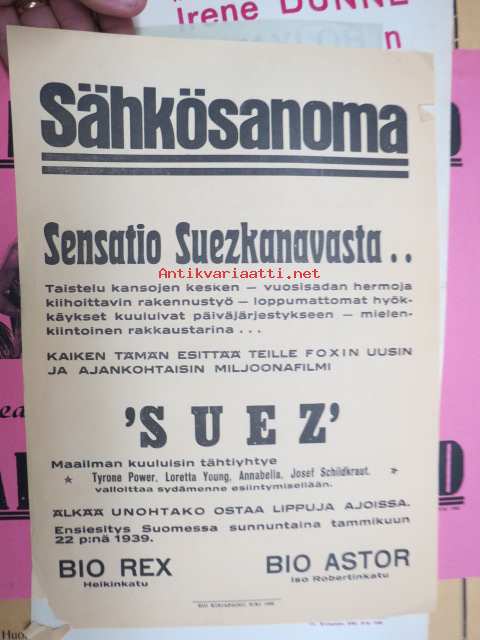 Irene DUNNE
Sähkösanoma
Sensatio Suezkanavasta..
Antikvariaatti.net
Taistelu kansojen kesken — vuosisadan hermoja
kiihoittavin rakennustyö — loppumattomat hyök-
käykset kuuluivat päiväjärjestykseen — mielen-
kiintoinen rakkaustarina . . .
KAIKEN TÄMÄN ESITTÄÄ TEILLE FOXIN UUSIN
JA AJANKOHTAISIN MILJOONAFILMI
'SUEZ'
Maailman kuuluisin tähtiyhtye
* Tyrone Power, Loretta Young, Annabella, Josef Schildkraut. *
valloittaa sydämenne esiintymisellään.
ÄLKÄÄ UNOHTAKO OSTAA LIPPUJA AJOISSA.
Ensiesitys Suomessa sunnuntaina tammikuun
22 p:nä 1939.
BIO REX BIO ASTOR
Heikinkatu Iso Robertinkatu